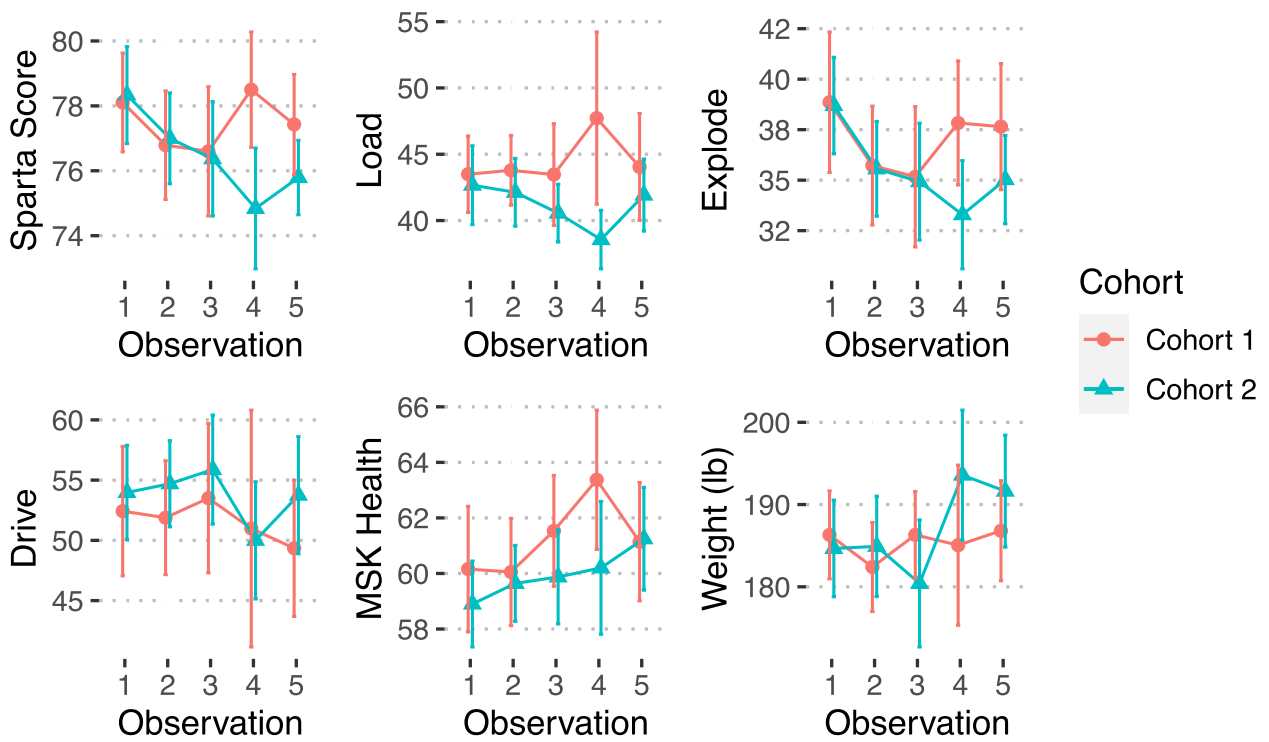 Sparta Score
80
78
76
74
1 2 3 4 5
Observation
Load
55
50
45
40
1 2 3 4 5
Observation
Explode
42
40
38
35
32
1 2 3 4 5
Observation
Drive
60
55
50
45
1 2 3 4 5
Observation
MSK Health
66
64
62
60
58
1 2 3 4 5
Observation
Weight (lb)
200
190
180
1 2 3 4 5
Observation
Cohort
Cohort 1
Cohort 2